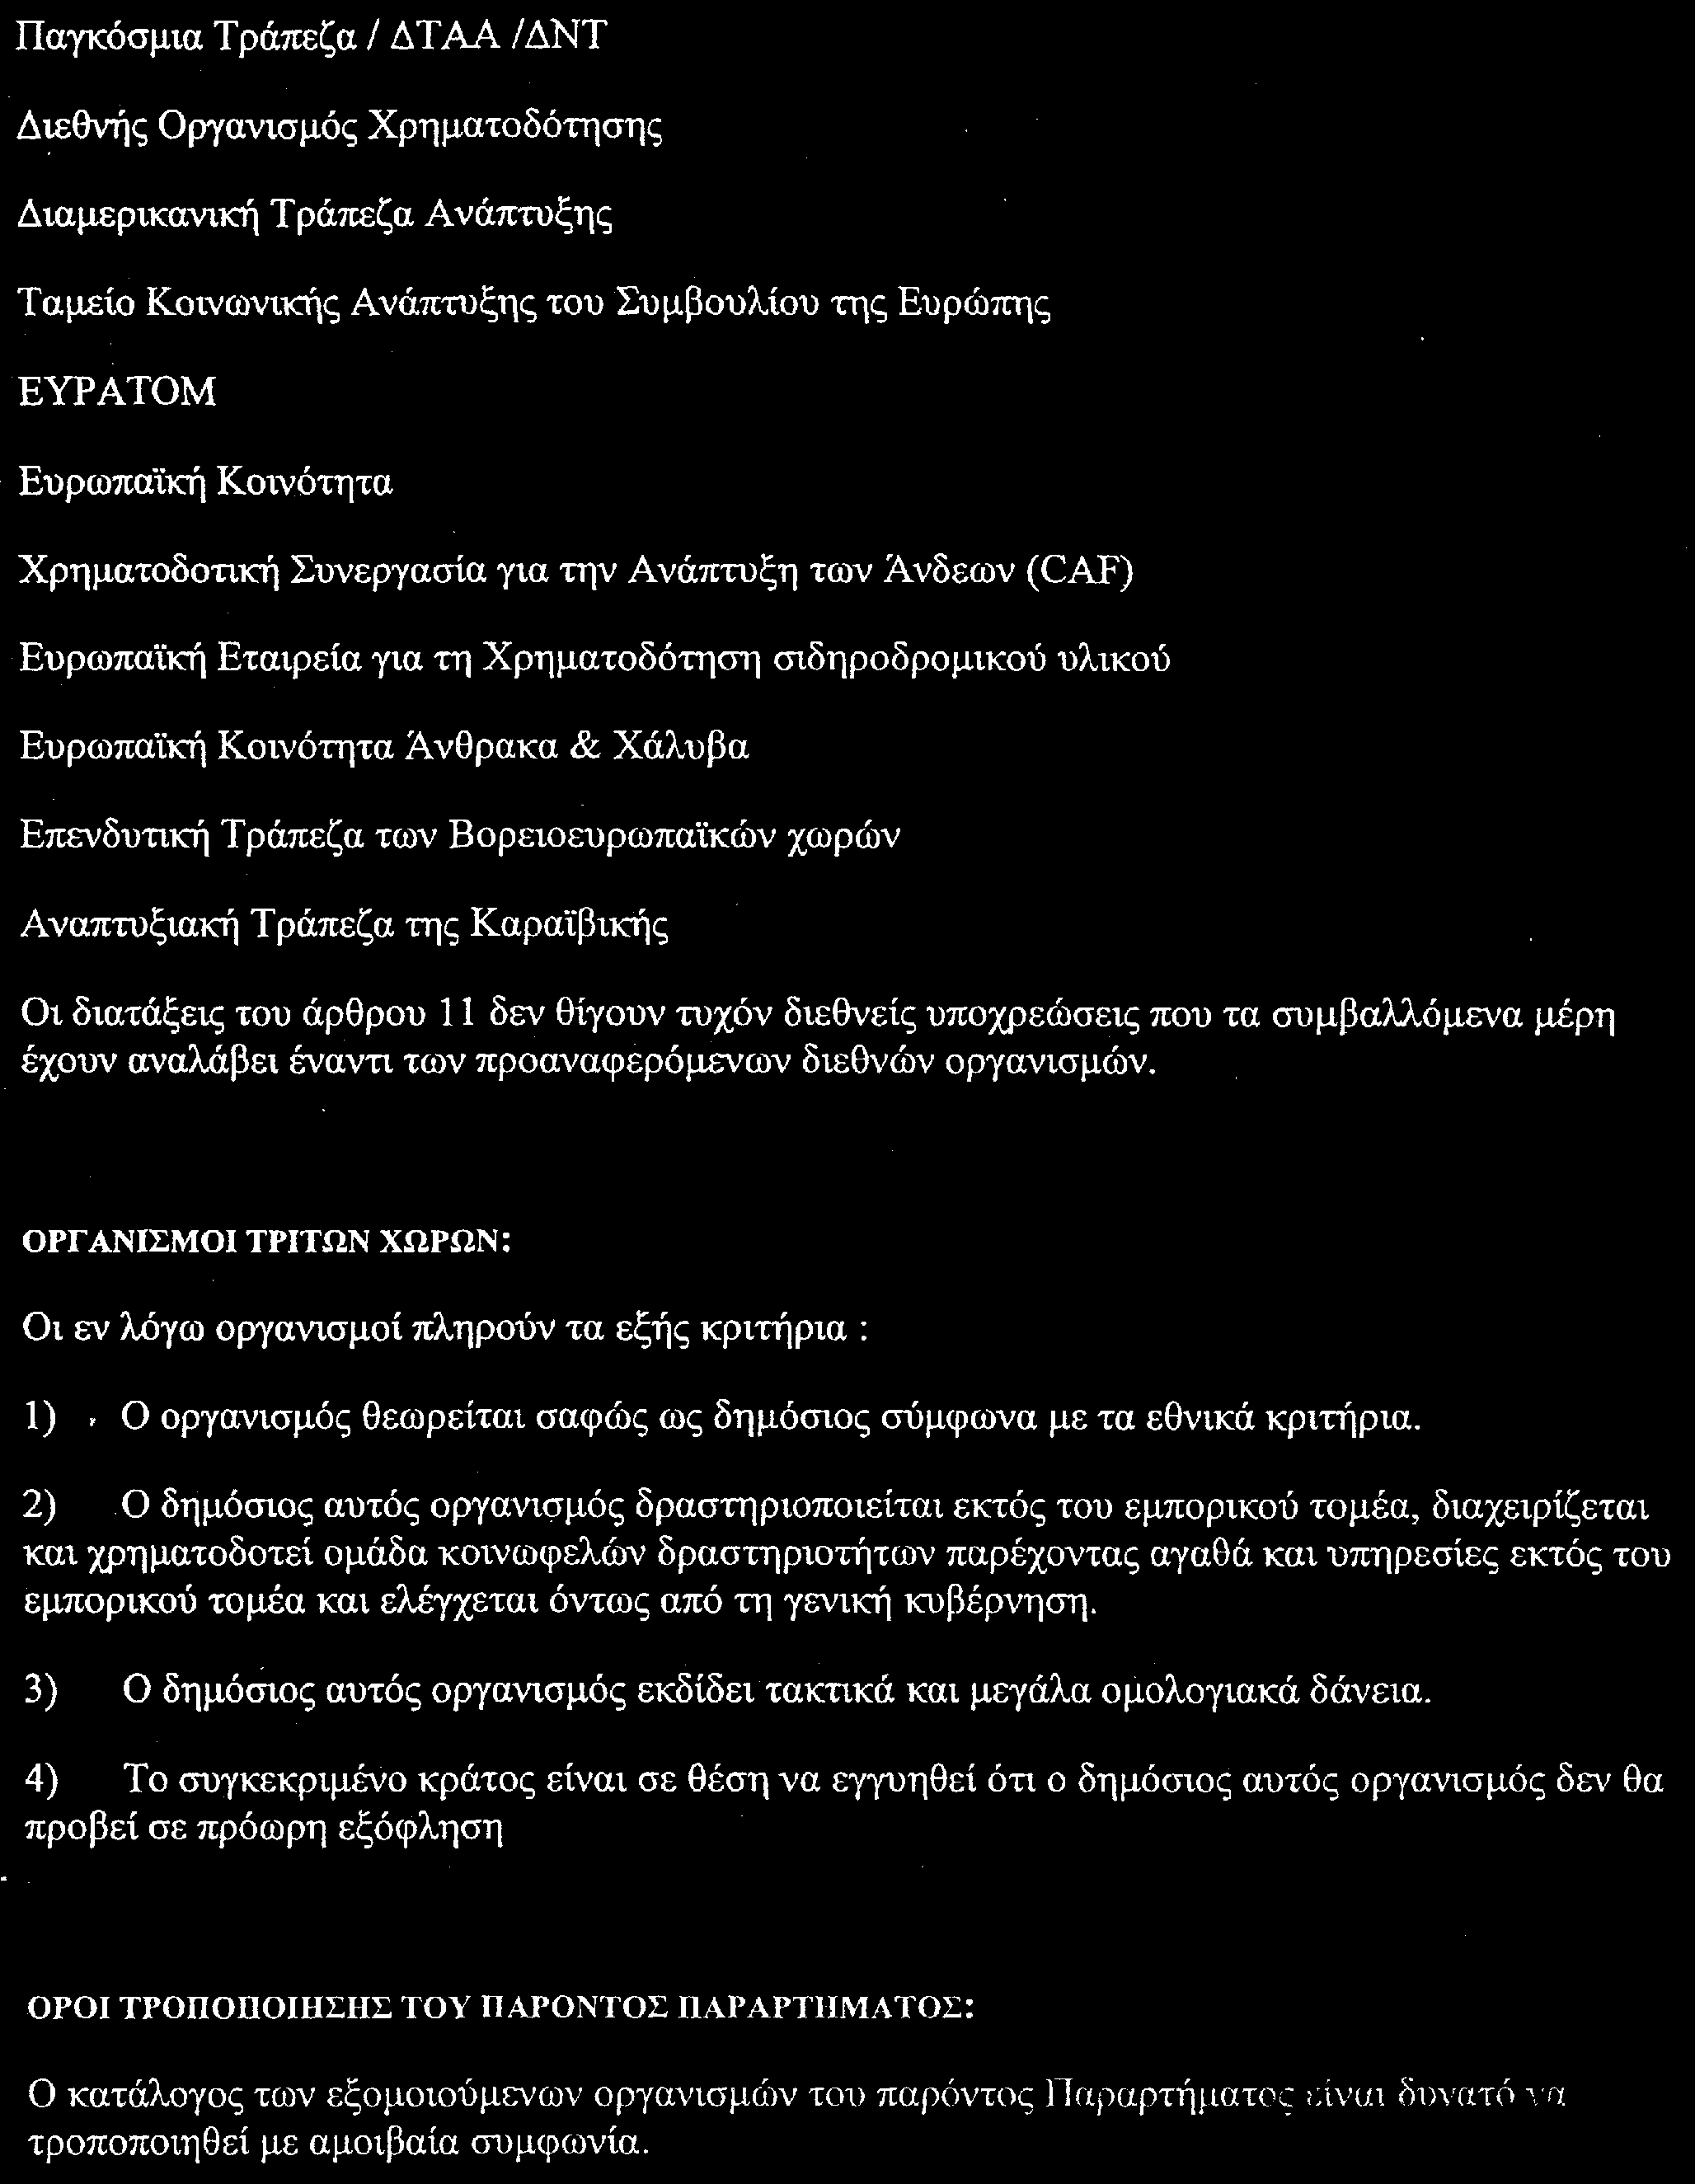 Παγκόσμια Τράπεζα / ΔΤΑΑ /ΔΝΤ
Διεθνής Οργανισμός Χρηματοδότησης
Διαμερικανική Τράπεζα Ανάπτυξης
Ταμείο Κοινωνικής Ανάπτυξης του Συμβουλίου της Ευρώπης
ΕΥΡΑΤΟΜ
Ευρωπαϊκή Κοινότητα
Χρηματοδοτική Συνεργασία για την Ανάπτυξη των Άνδεων (CAF)
Ευρωπαϊκή Εταιρεία για τη Χρηματοδότηση σιδηροδρομικού υλικού
Ευρωπαϊκή Κοινότητα Άνθρακα & Χάλυβα
Επενδυτική Τράπεζα των Βορειοευρωπαϊκών χωρών
Αναπτυξιακή Τράπεζα της Καραϊβικής
Οι διατάξεις του άρθρου 11 δεν θίγουν τυχόν διεθνείς υποχρεώσεις που τα συμβαλλόμενα μέρη
έχουν αναλάβει έναντι των προαναφερόμενων διεθνών οργανισμών.
ΟΡΓΑΝΙΣΜΟΙ ΤΡΙΤΩΝ ΧΩΡΩΝ:
Οι εν λόγω οργανισμοί πληρούν τα εξής κριτήρια :
1) Ο οργανισμός θεωρείται σαφώς ως δημόσιος σύμφωνα με τα εθνικά κριτήρια.
2) Ο δημόσιος αυτός οργανισμός δραστηριοποιείται εκτός του εμπορικού τομέα, διαχειρίζεται
και χρηματοδοτεί ομάδα κοινωφελών δραστηριοτήτων παρέχοντας αγαθά και υπηρεσίες εκτός του
εμπορικού τομέα και ελέγχεται όντως από τη γενική κυβέρνηση.
3) Ο δημόσιος αυτός οργανισμός εκδίδει τακτικά και μεγάλα ομολογιακά δάνεια.
4) Το συγκεκριμένο κράτος είναι σε θέση να εγγυηθεί ότι ο δημόσιος αυτός οργανισμός δεν θα
προβεί σε πρόωρη εξόφληση
ΟΡΟΙ ΤΡΟΠΟΠΟΙΗΣΗΣ ΤΟΥ ΠΑΡΟΝΤΟΣ ΠΑΡΑΡΤΗΜΑΤΟΣ:
Ο κατάλογος των εξομοιούμενων οργανισμών του παρόντος Παραρτήματος είναι δυνατό να
τροποποιηθεί με αμοιβαία συμφωνία.